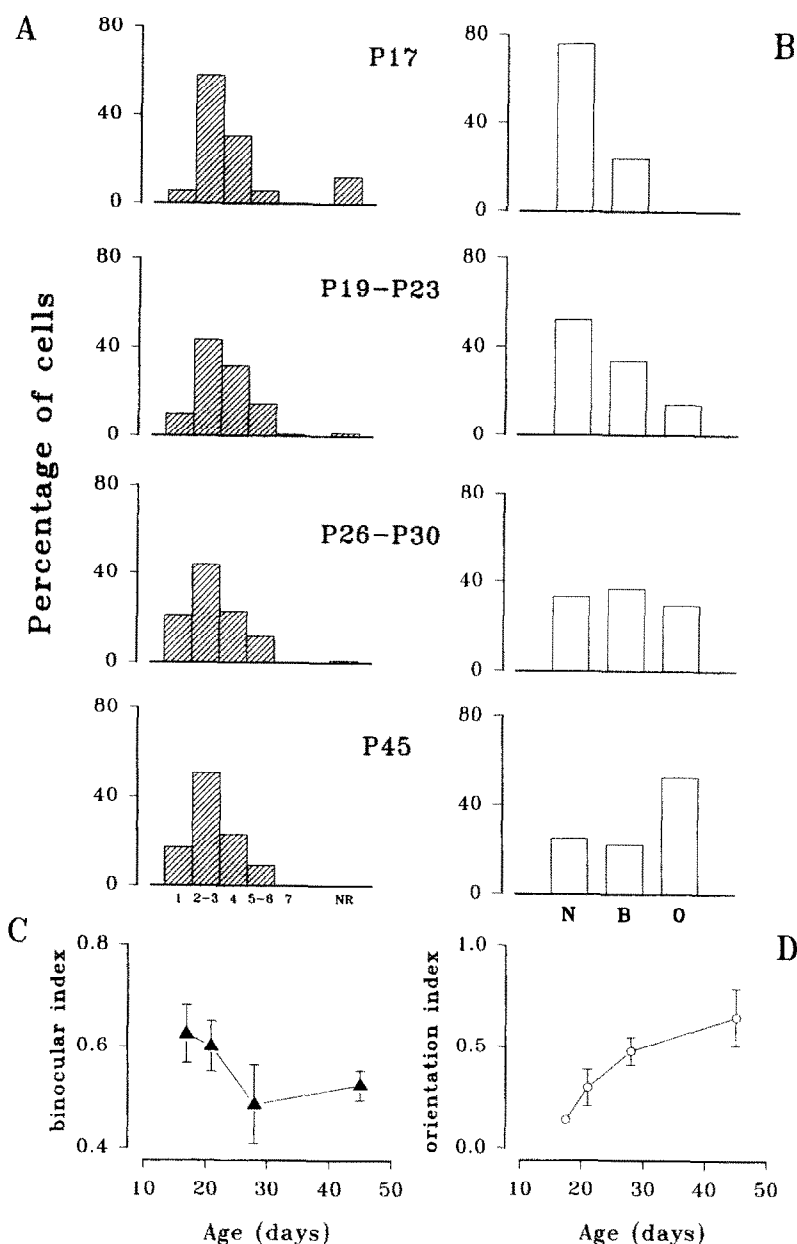 A
B
Percentage of cells
80
40
0
P17
80
40
0
80
40
0
P19-P23
80
40
0
80
40
0
P26-P30
80
40
0
80
40
0
P45
80
40
0
1 2-3 4 5-6 7 NR
N B O
C
D
binocular index
0.8
0.6
0.4
10 20 30 40 50
Age (days)
orientation index
1.0
0.5
0.0
10 20 30 40 50
Age (days)